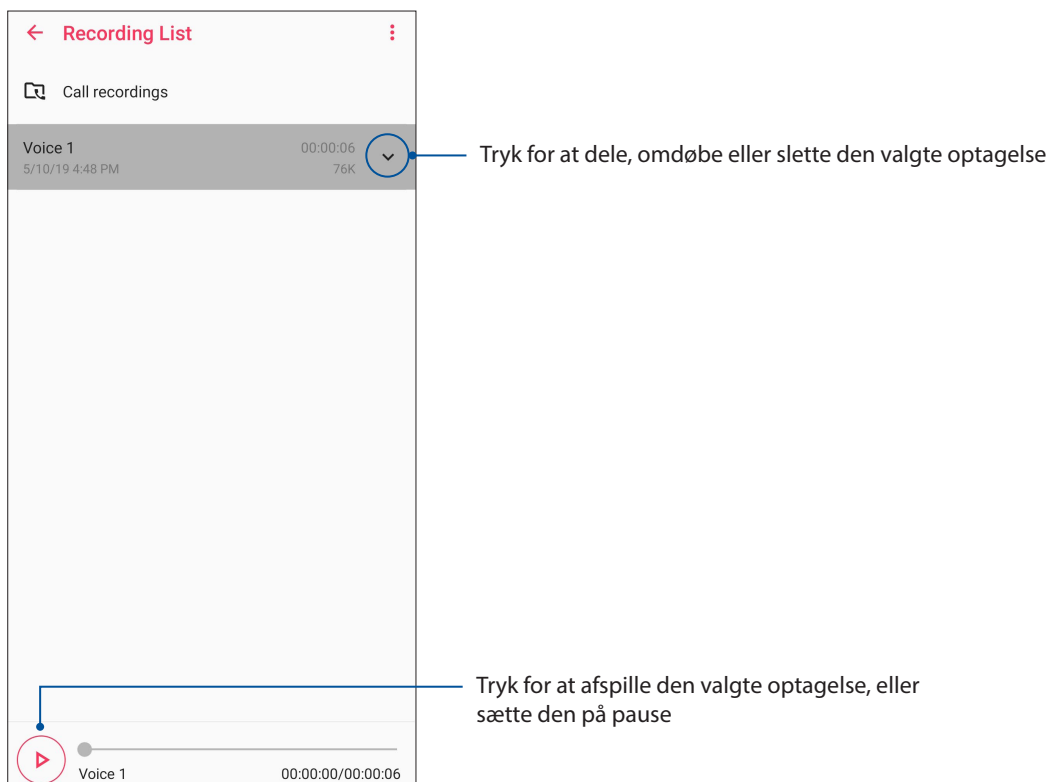 Recording List
Call recordings
Voice 1 00:00:06
5/10/19 4:48 PM 76K
Tryk for at dele, omdøbe eller slette den valgte optagelse
Tryk for at afspille den valgte optagelse, eller
sætte den på pause
Voice 1 00:00:00/00:00:06